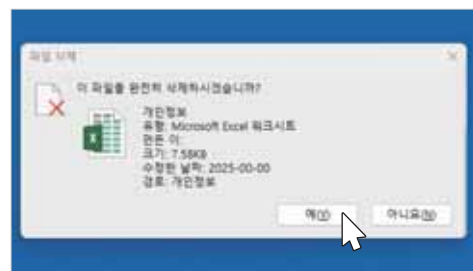 파일 삭제
이 파일을 완전히 삭제하시겠습니까?
개인정보
유형: Microsoft Excel 워크시트
만든 이:
크기: 7.58KB
수정한 날짜: 2025-00-00
경로: 개인정보
예(Y)
아니요(N)